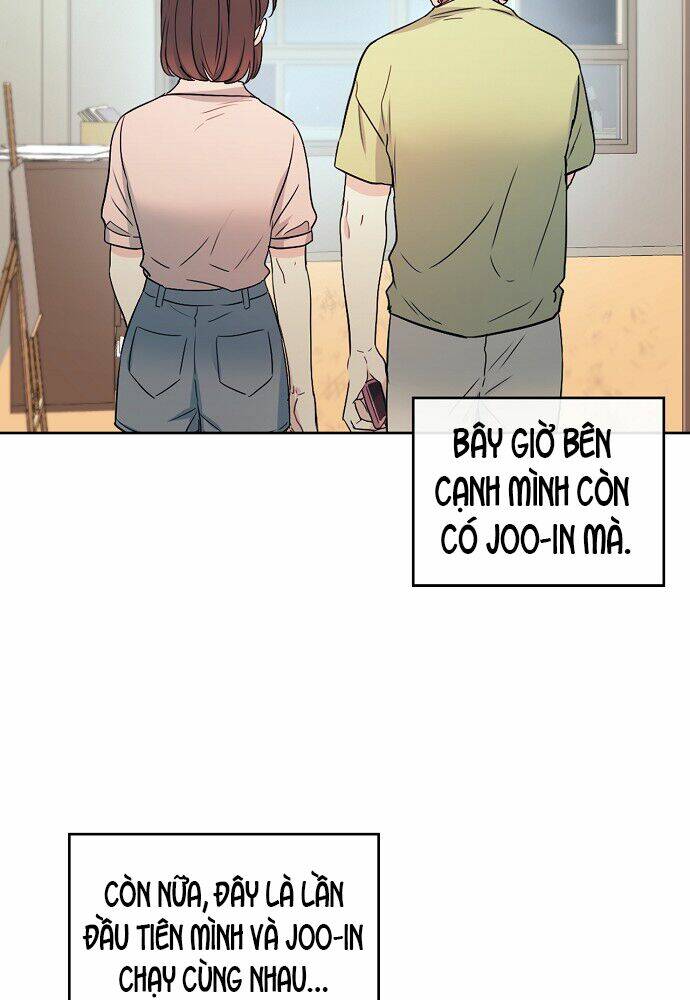 BÂY GIỜ BÊN
CẠNH MÌNH CÒN
CÓ JOO-IN MÀ.
CÒN NỮA, ĐÂY LÀ LẦN
ĐẦU TIÊN MÌNH VÀ JOO-IN
CHẠY CÙNG NHAU...